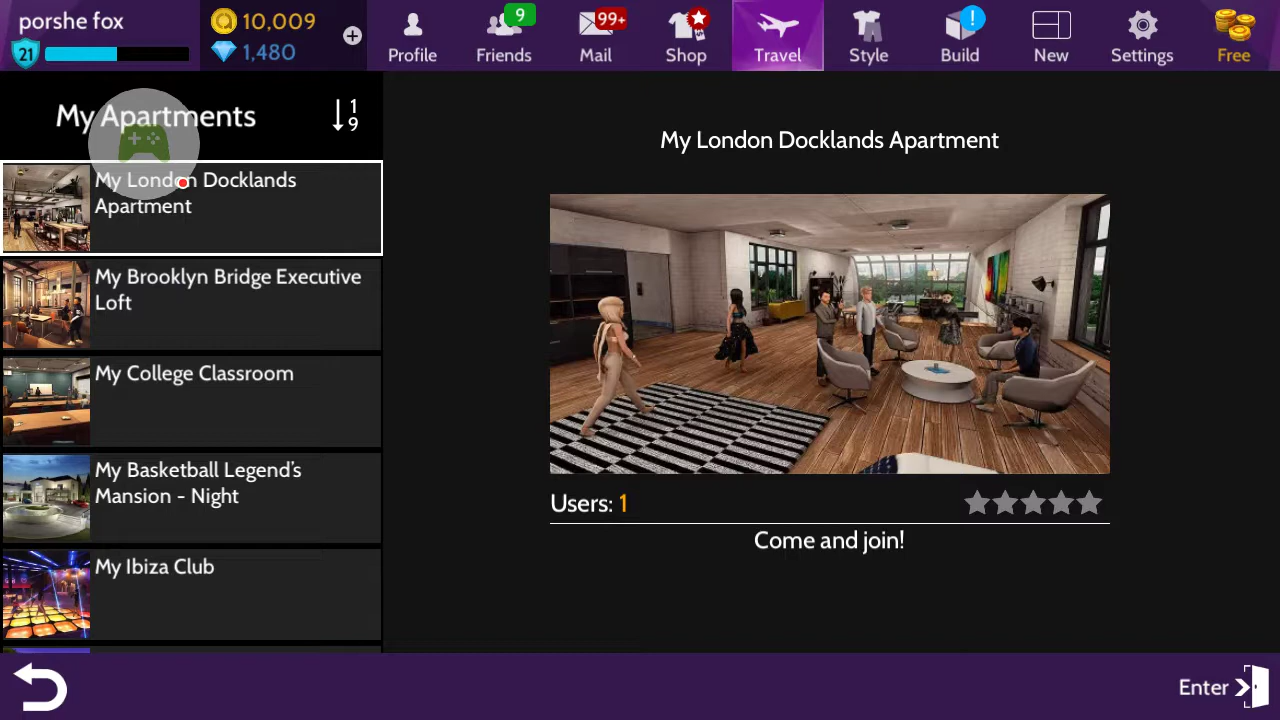 porshe fox
21
10,009
1,480
Profile
9
Friends
99+
Mail
Shop
Travel
Style
!
Build
New
Settings
Free
My Apartments
1
9
My London Docklands
Apartment
My Brooklyn Bridge Executive
Loft
My College Classroom
My Basketball Legend's
Mansion - Night
My Ibiza Club
My London Docklands Apartment
Users: 1
Come and join!
Enter